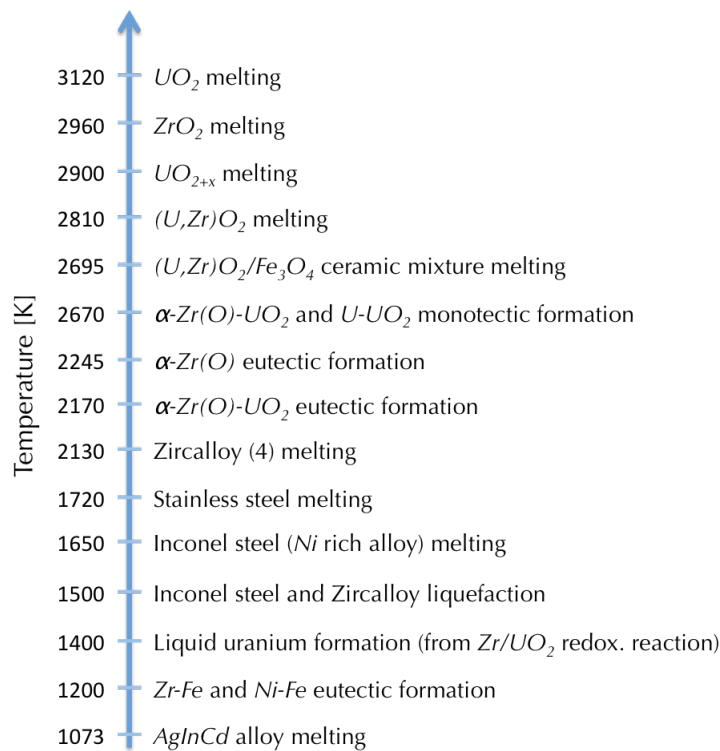 3120 UO₂ melting
2960 ZrO₂ melting
2900 UO₂₊ₓ melting
2810 (U,Zr)O₂ melting
2695 (U,Zr)O₂/Fe₃O₄ ceramic mixture melting
2670 α-Zr(O)-UO₂ and U-UO₂ monotectic formation
2245 α-Zr(O) eutectic formation
2170 α-Zr(O)-UO₂ eutectic formation
2130 Zircalloy (4) melting
1720 Stainless steel melting
1650 Inconel steel (Ni rich alloy) melting
1500 Inconel steel and Zircalloy liquefaction
1400 Liquid uranium formation (from Zr/UO₂ redox. reaction)
1200 Zr-Fe and Ni-Fe eutectic formation
1073 AgInCd alloy melting
Temperature [K]